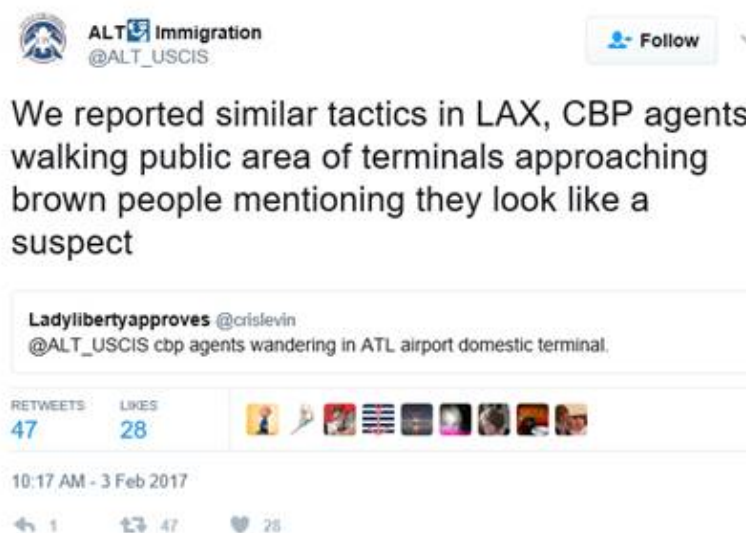 ALT Immigration
@ALT_USCIS
Follow
We reported similar tactics in LAX, CBP agents
walking public area of terminals approaching
brown people mentioning they look like a
suspect
Ladylibertyapproves @crislevin
@ALT_USCIS cbp agents wandering in ATL airport domestic terminal.
RETWEETS LIKES
47 28
10:17 AM - 3 Feb 2017
1 47 28